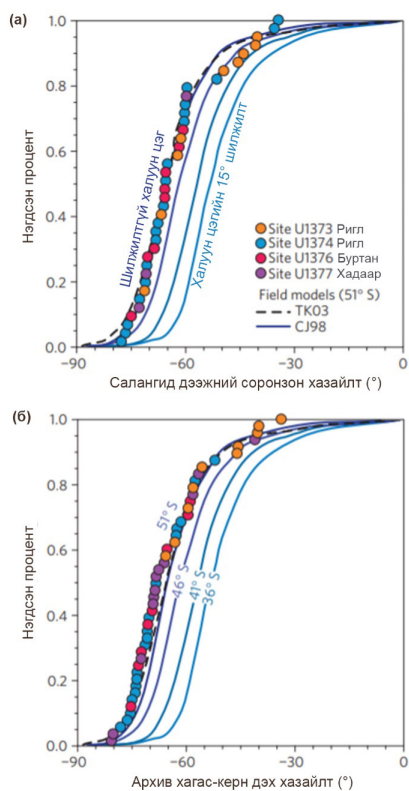 (а)
1.0
0.8
0.6
0.4
0.2
0.0
Нэгдсэн процент
Шилжилтгүй халуун цэг
Халуун цэгийн 15° шилжилт
Site U1373 Ригл
Site U1374 Ригл
Site U1376 Буртан
Site U1377 Хадаар
Field models (51° S)
TK03
CJ98
−90 −60 −30 0
Салангид дээжний соронзон хазайлт (°)
(б)
1.0
0.8
0.6
0.4
0.2
0.0
Нэгдсэн процент
51° S
46° S
41° S
36° S
−90 −60 −30 0
Архив хагас-керн дэх хазайлт (°)